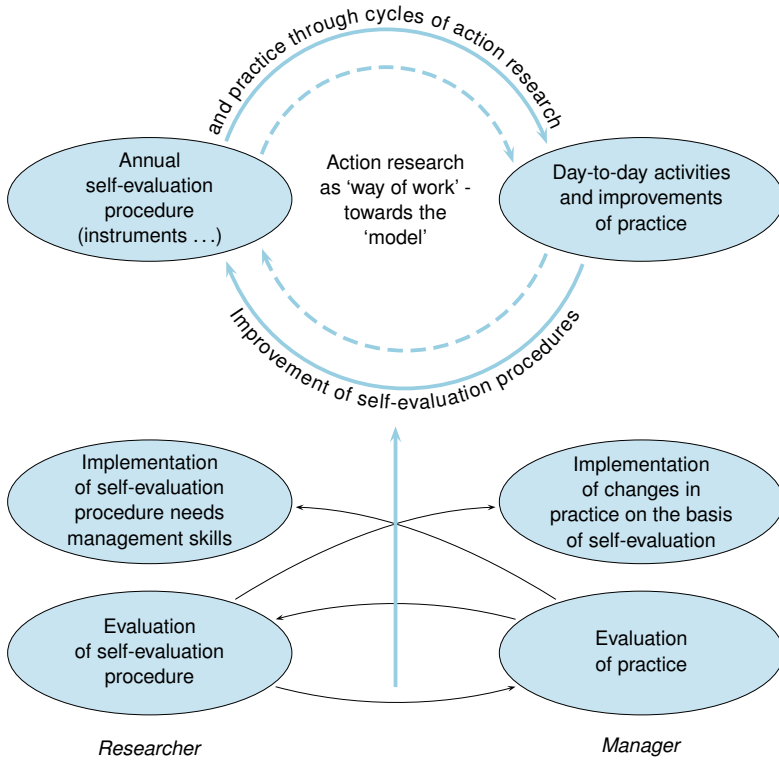 and practice through cycles of action research
Annual
self-evaluation
procedure
(instruments . . .)
Action research
as ‘way of work’ -
towards the
‘model’
Day-to-day activities
and improvements
of practice
Improvement of self-evaluation procedures
Implementation
of self-evaluation
procedure needs
management skills
Implementation
of changes in
practice on the basis
of self-evaluation
Evaluation
of self-evaluation
procedure
Evaluation
of practice
Researcher
Manager